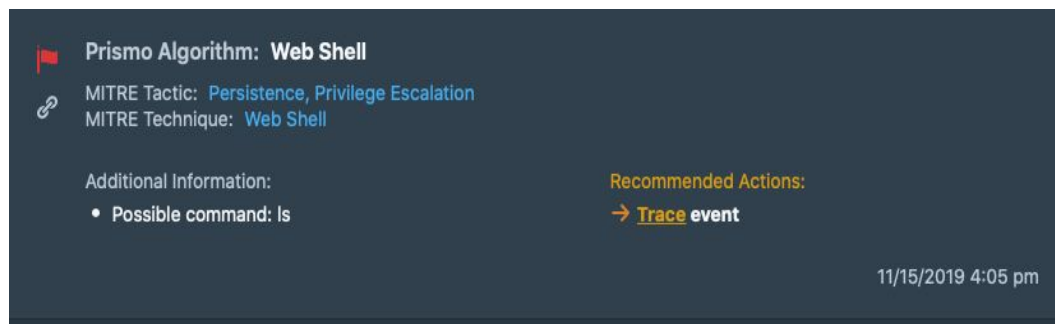 Prismo Algorithm: Web Shell
MITRE Tactic: Persistence, Privilege Escalation
MITRE Technique: Web Shell
Additional Information:
• Possible command: ls
Recommended Actions:
→ Trace event
11/15/2019 4:05 pm